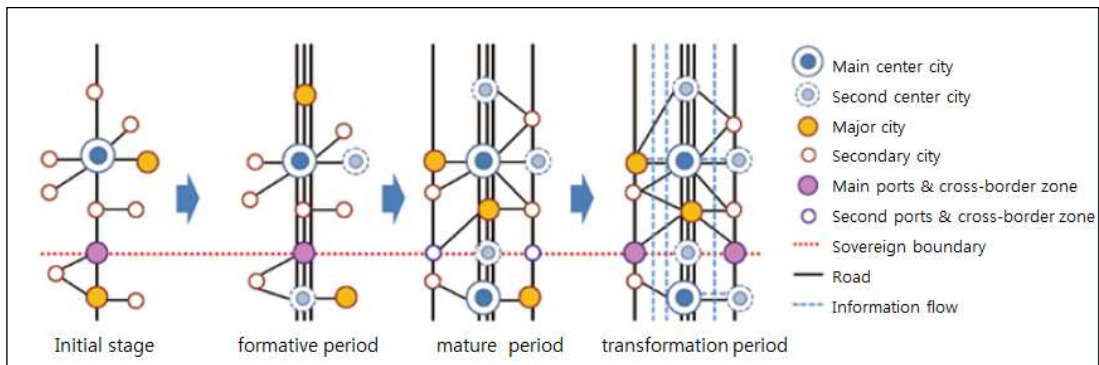 Main center city
Second center city
Major city
Secondary city
Main ports & cross-border zone
Second ports & cross-border zone
Sovereign boundary
Road
Information flow
Initial stage
formative period
mature period
transformation period